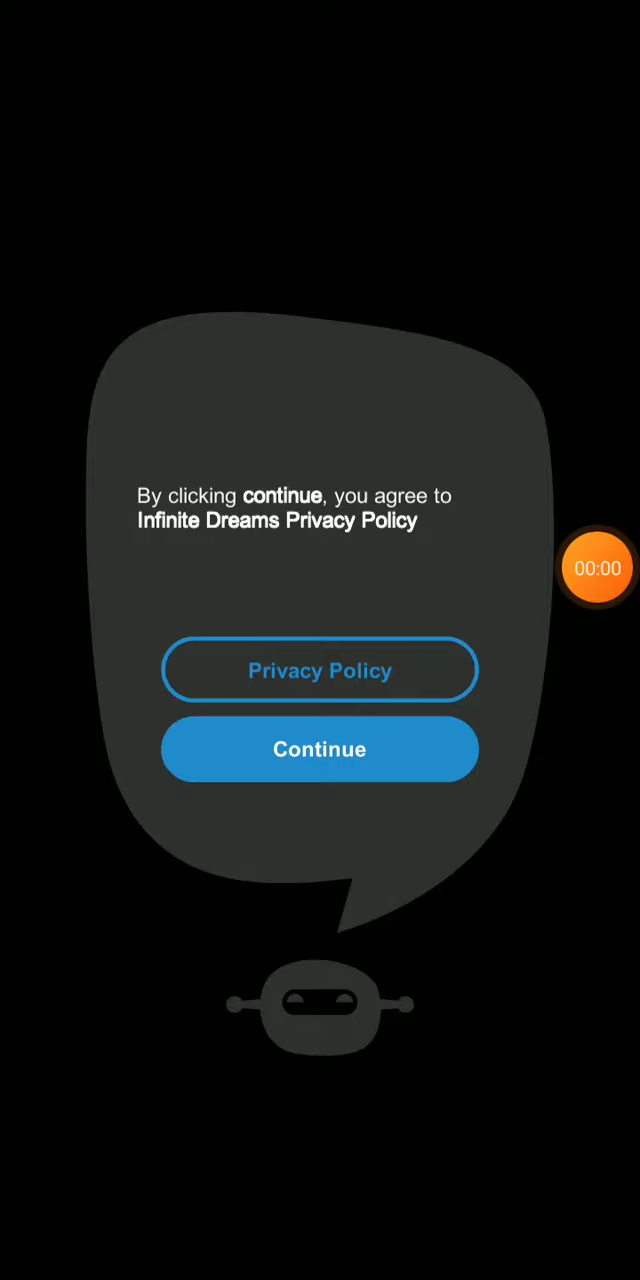 By clicking continue, you agree to
Infinite Dreams Privacy Policy
00:00
Privacy Policy
Continue